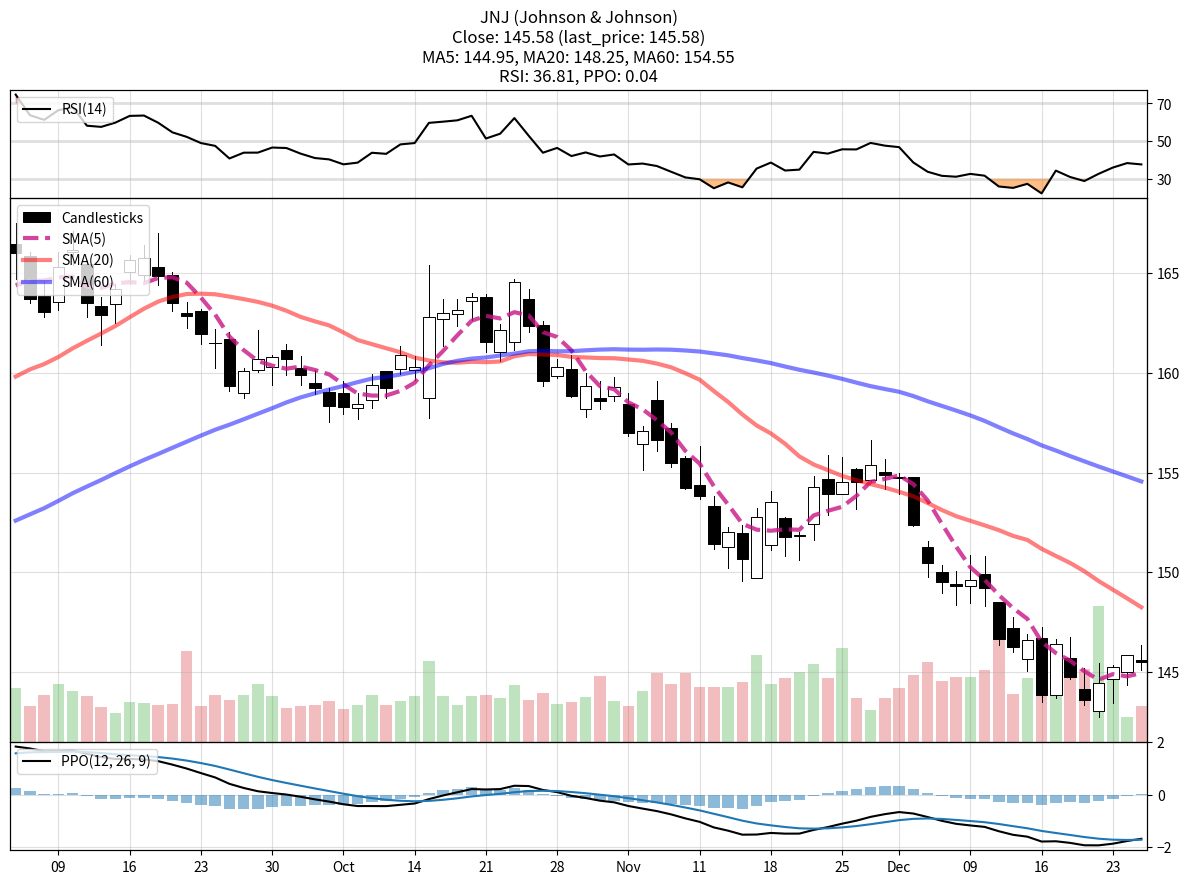 JNJ (Johnson & Johnson)
Close: 145.58 (last_price: 145.58)
MA5: 144.95, MA20: 148.25, MA60: 154.55
RSI: 36.81, PPO: 0.04
RSI(14)
70
50
30
Candlesticks
SMA(5)
SMA(20)
SMA(60)
165
160
155
150
145
PPO(12, 26, 9)
2
0
−2
09 16 23 30 Oct 14 21 28 Nov 11 18 25 Dec 09 16 23